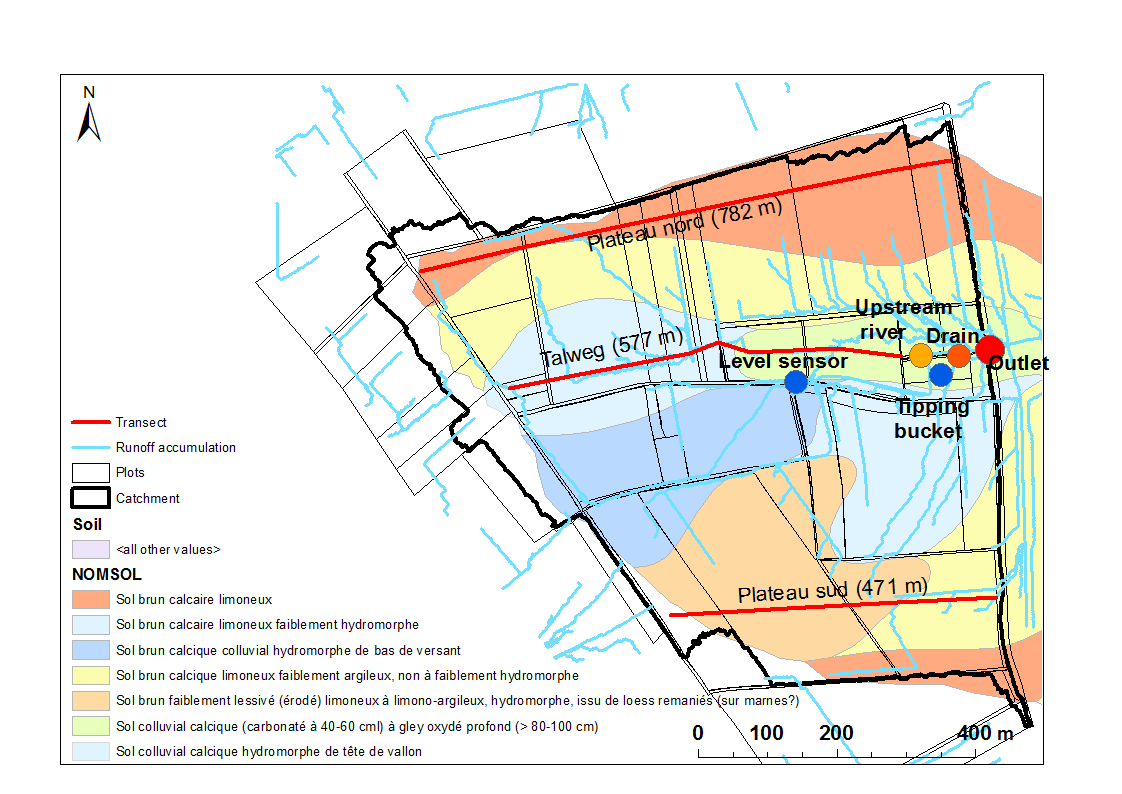 N
Plateau nord (782 m)
Upstream
river
Drain
Talweg (577 m)
Level sensor
Outlet
Tipping
bucket
Transect
Runoff accumulation
Plots
Catchment
Soil
<all other values>
NOMSOL
Sol brun calcaire limoneux
Plateau sud (471 m)
Sol brun calcaire limoneux faiblement hydromorphe
Sol brun calcique colluvial hydromorphe de bas de versant
Sol brun calcique limoneux faiblement argileux, non à faiblement hydromorphe
Sol brun faiblement lessivé (érodé) limoneux à limono-argileux, hydromorphe, issu de loess remaniés (sur marnes?)
Sol colluvial calcique (carbonaté à 40-60 cml) à gley oxydé profond (> 80-100 cm)
Sol colluvial calcique hydromorphe de tête de vallon
0 100 200 400 m